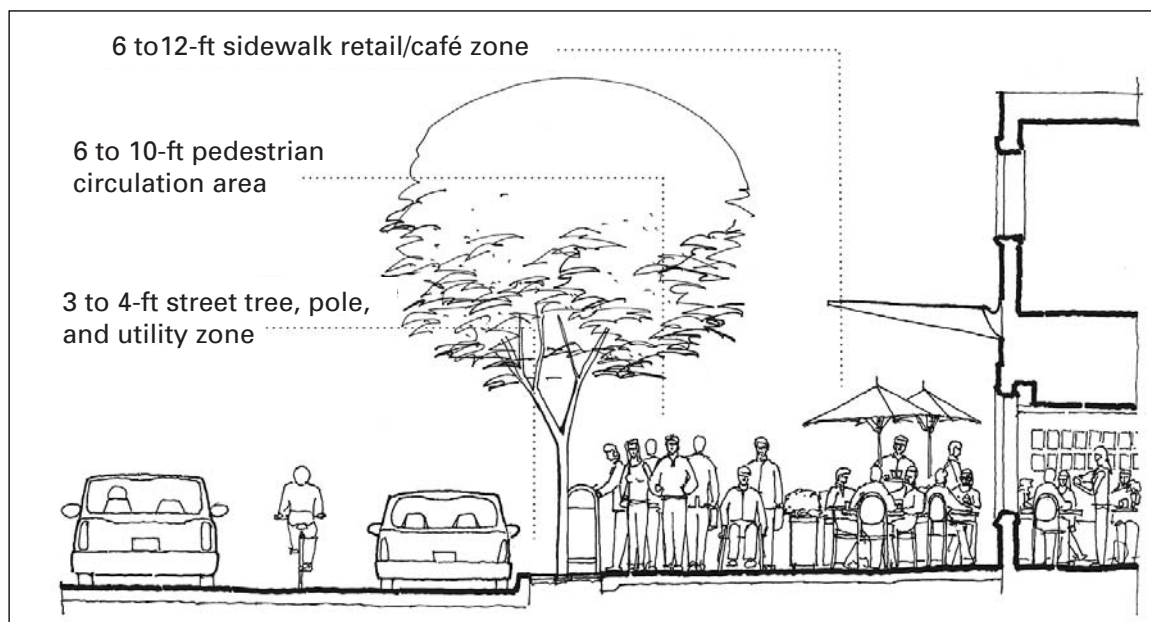 6 to12-ft sidewalk retail/café zone
6 to 10-ft pedestrian
circulation area
3 to 4-ft street tree, pole,
and utility zone